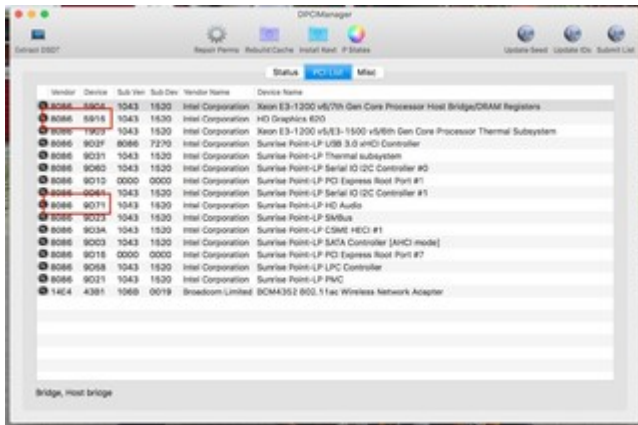 DPCIManager
Extract DSDT Repair Perms Rebuild Cache Install Kext P States Update Seed Update IDs Submit List
Status PCI List Misc
Vendor Device Sub Ven Sub Dev Vendor Name Device Name
8086 5904 1043 1520 Intel Corporation Xeon E3-1200 v6/7th Gen Core Processor Host Bridge/DRAM Registers
8086 5916 1043 1520 Intel Corporation HD Graphics 620
8086 1903 1043 1520 Intel Corporation Xeon E3-1200 v5/E3-1500 v5/6th Gen Core Processor Thermal Subsystem
8086 9D2F 8086 7270 Intel Corporation Sunrise Point-LP USB 3.0 xHCI Controller
8086 9D31 1043 1520 Intel Corporation Sunrise Point-LP Thermal subsystem
8086 9D60 1043 1520 Intel Corporation Sunrise Point-LP Serial IO I2C Controller #0
8086 9D10 0000 0000 Intel Corporation Sunrise Point-LP PCI Express Root Port #1
8086 9D61 1043 1520 Intel Corporation Sunrise Point-LP Serial IO I2C Controller #1
8086 9D71 1043 1520 Intel Corporation Sunrise Point-LP HD Audio
8086 9D23 1043 1520 Intel Corporation Sunrise Point-LP SMBus
8086 9D3A 1043 1520 Intel Corporation Sunrise Point-LP CSME HECI #1
8086 9D03 1043 1520 Intel Corporation Sunrise Point-LP SATA Controller [AHCI mode]
8086 9D16 0000 0000 Intel Corporation Sunrise Point-LP PCI Express Root Port #7
8086 9D58 1043 1520 Intel Corporation Sunrise Point-LP LPC Controller
8086 9D21 1043 1520 Intel Corporation Sunrise Point-LP PMC
14E4 43B1 106B 0019 Broadcom Limited BCM4352 802.11ac Wireless Network Adapter
Bridge, Host bridge